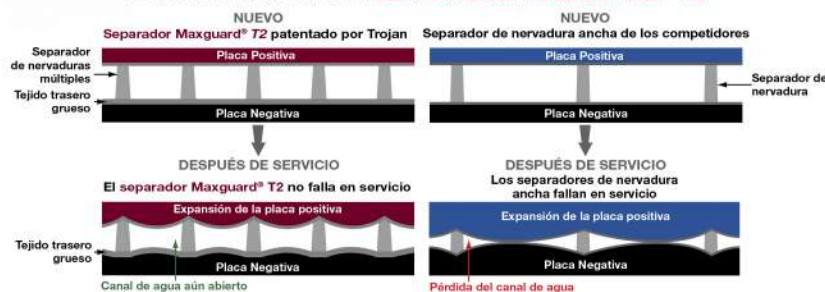 NUEVO
Separador Maxguard® T2 patentado por Trojan
Placa Positiva
Separador
de nervaduras
múltiples
Tejido trasero
grueso
Placa Negativa
DESPUÉS DE SERVICIO
El separador Maxguard® T2 no falla en servicio
Expansión de la placa positiva
Tejido trasero
grueso
Placa Negativa
Canal de agua aún abierto
NUEVO
Separador de nervadura ancha de los competidores
Placa Positiva
Separador de
nervadura
Placa Negativa
DESPUÉS DE SERVICIO
Los separadores de nervadura
ancha fallan en servicio
Expansión de la placa positiva
Placa Negativa
Pérdida del canal de agua